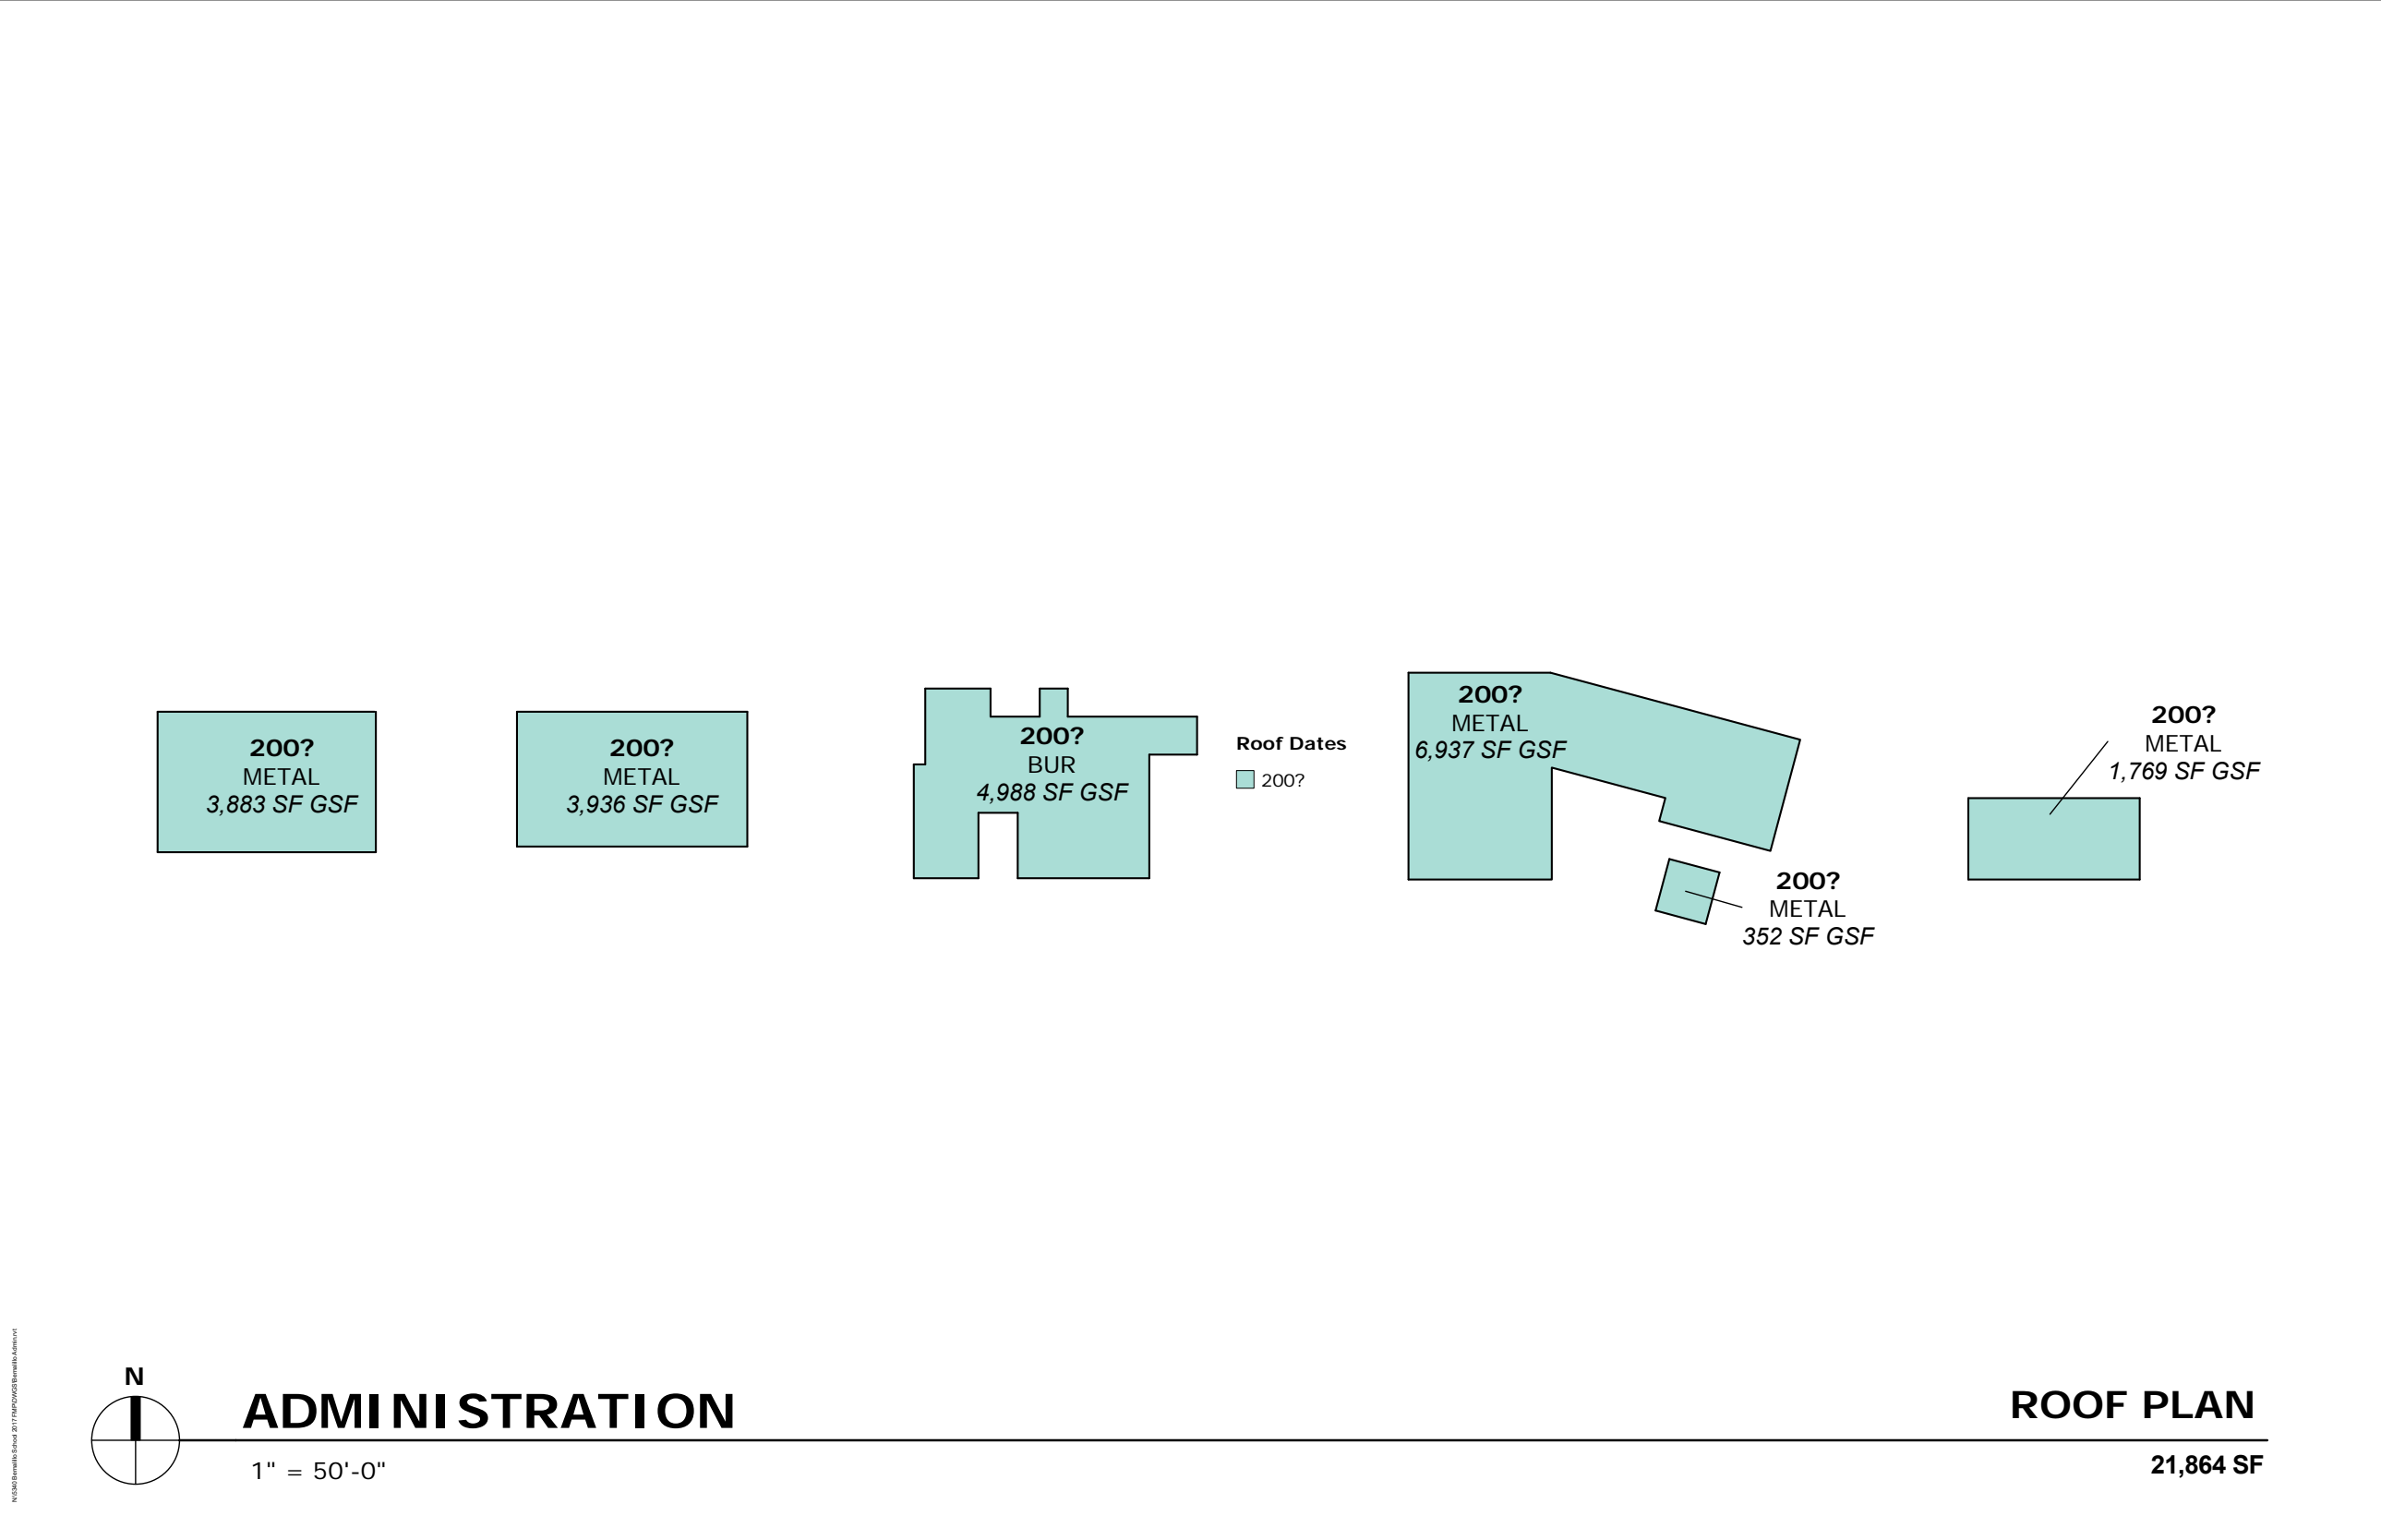 200?
METAL
3,883 SF GSF
200?
METAL
3,936 SF GSF
200?
BUR
4,988 SF GSF
Roof Dates
200?
200?
METAL
6,937 SF GSF
200?
METAL
352 SF GSF
200?
METAL
1,769 SF GSF
N
ADMINISTRATION
1" = 50'-0"
ROOF PLAN
21,864 SF